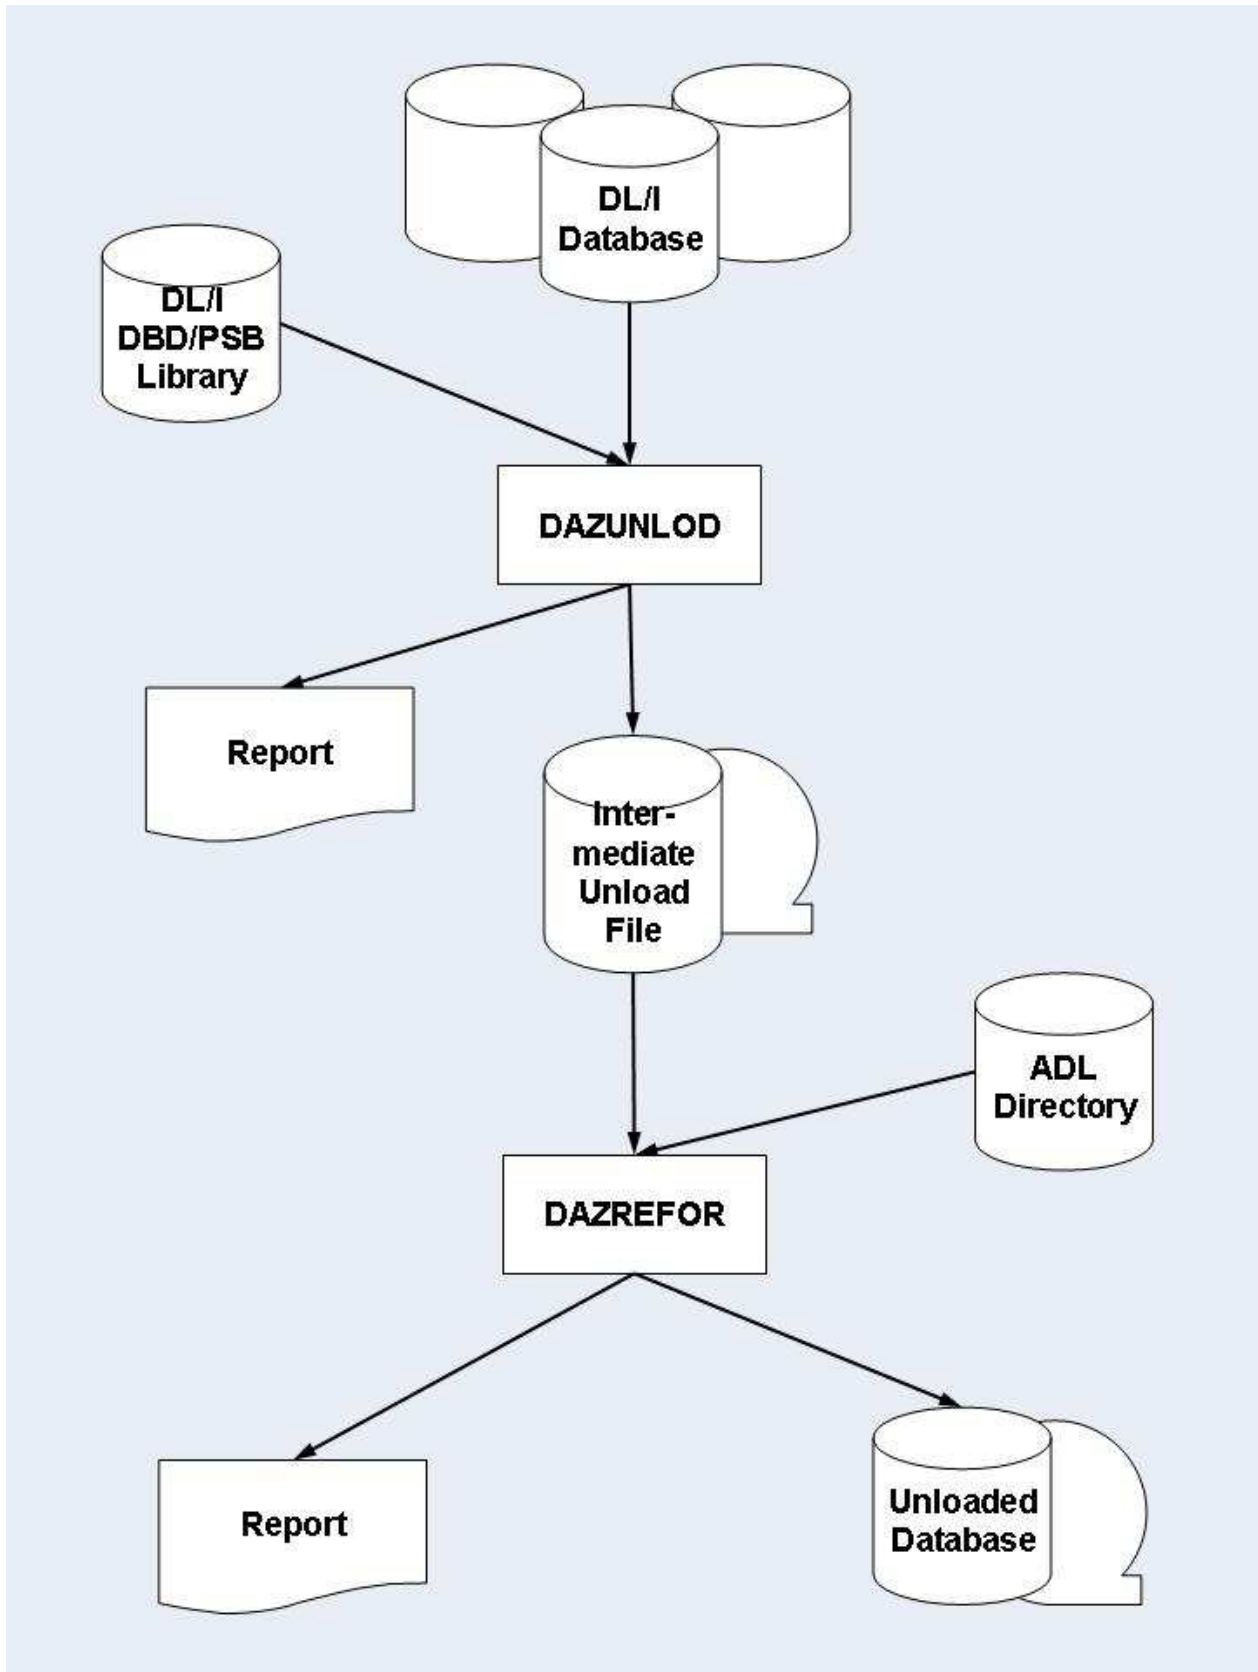 DL/I
Database
DL/I
DBD/PSB
Library
DAZUNLOD
Report
Inter-
mediate
Unload
File
ADL
Directory
DAZREFOR
Report
Unloaded
Database